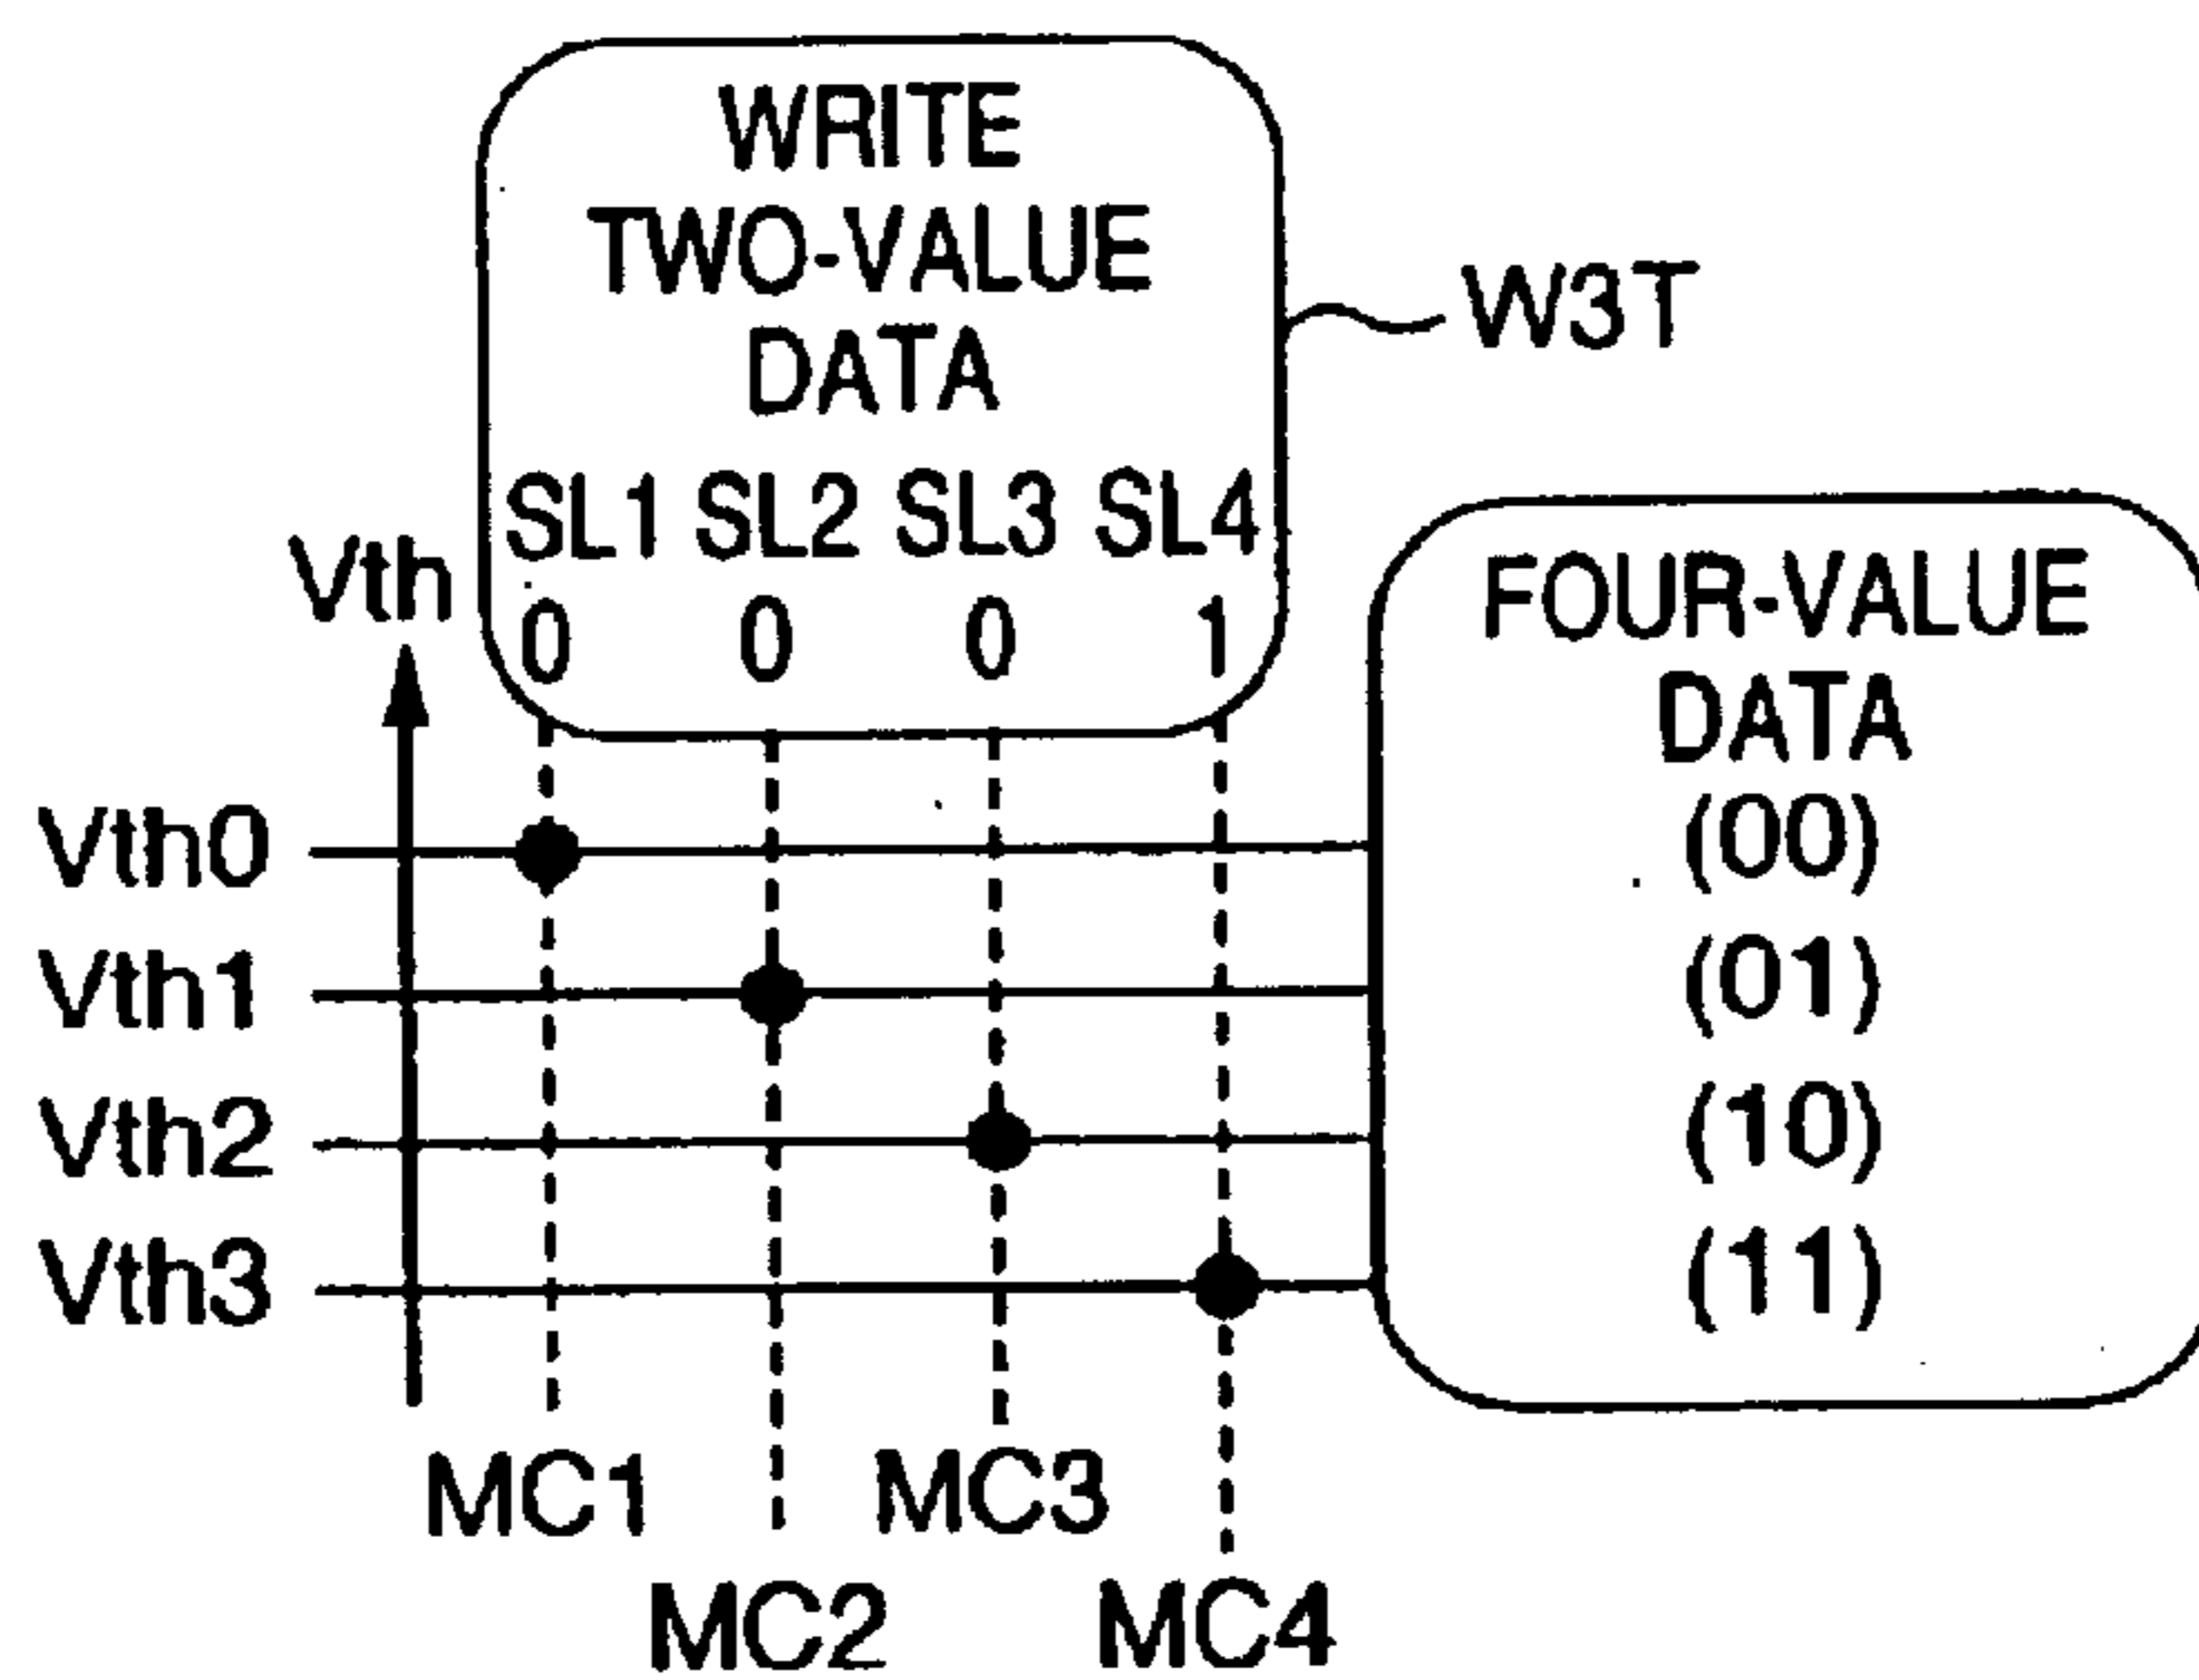 WRITE
TWO-VALUE
DATA
W3T
SL1 SL2 SL3 SL4
0 0 0 1
Vth
FOUR-VALUE
DATA
Vth0 (00)
Vth1 (01)
Vth2 (10)
Vth3 (11)
MC1 MC3
MC2 MC4